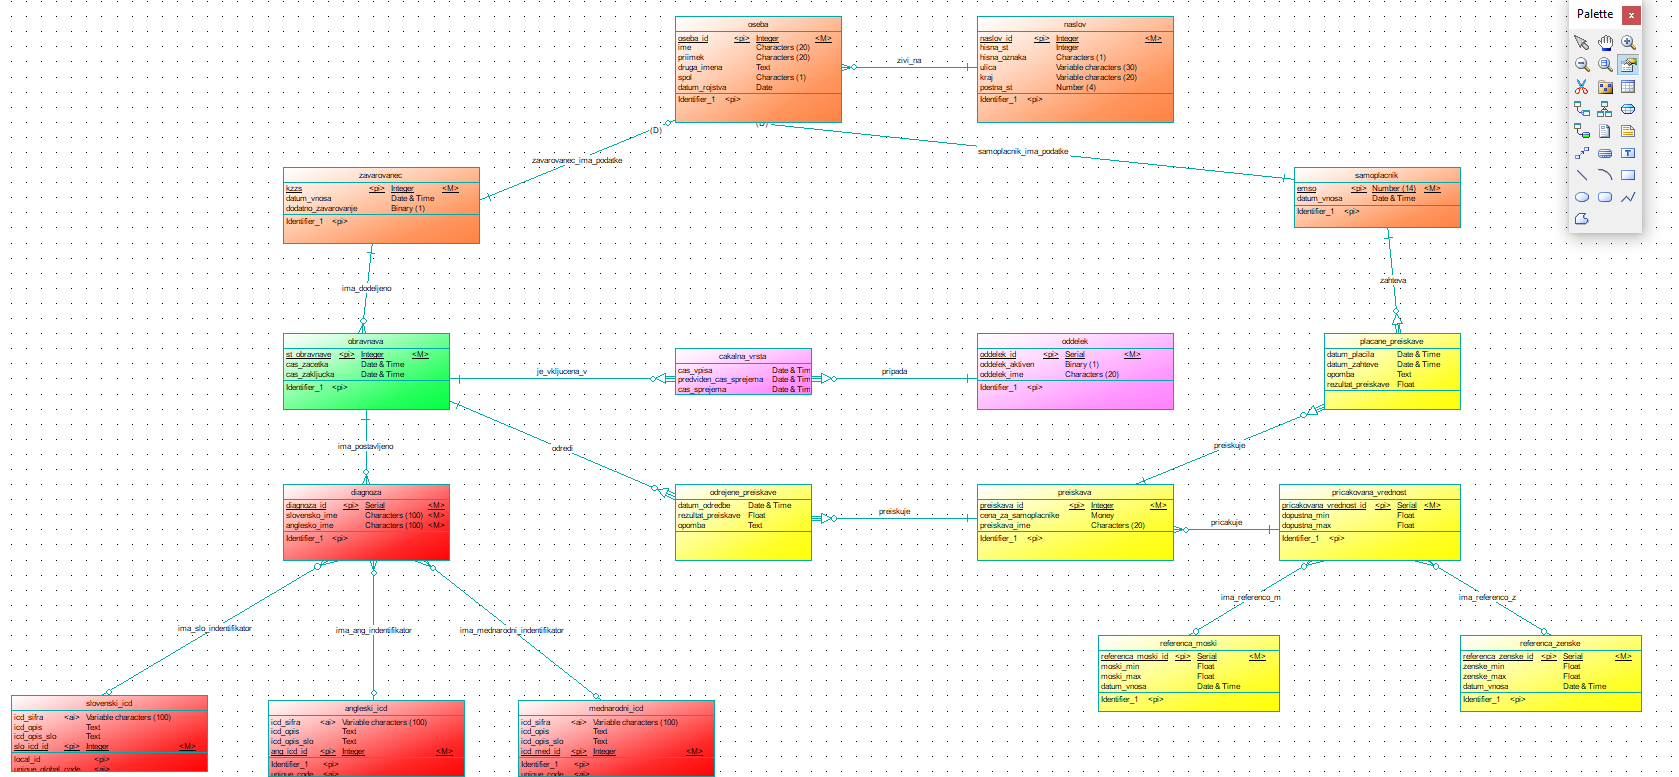 Palette
x
oseba
oseba_id <pi> Integer <M>
ime Characters (20)
priimek Characters (20)
druga_imena Text
spol Characters (1)
datum_rojstva Date
Identifier_1 <pi>
zivi_na
naslov
naslov_id <pi> Integer <M>
hisna_st Integer
hisna_oznaka Characters (1)
ulica Variable characters (30)
kraj Variable characters (20)
postna_st Number (4)
Identifier_1 <pi>
(D)
(D)
zavarovanec_ima_podatke
samoplacnik_ima_podatke
zavarovanec
kzzs <pi> Integer <M>
datum_vnosa Date & Time
dodatno_zavarovanje Binary (1)
Identifier_1 <pi>
samoplacnik
emso <pi> Number (14) <M>
datum_vnosa Date & Time
Identifier_1 <pi>
ima_dodeljeno
zahteva
obravnava
st_obravnave <pi> Integer <M>
cas_zacetka Date & Time
cas_zakljucka Date & Time
Identifier_1 <pi>
je_vkljucena_v
cakalna_vrsta
cas_vpisa Date & Tim
predviden_cas_sprejema Date & Tim
cas_sprejema Date & Tim
pripada
oddelek
oddelek_id <pi> Serial <M>
oddelek_aktiven Binary (1)
oddelek_ime Characters (20)
Identifier_1 <pi>
placane_preiskave
datum_placila Date & Time
datum_zahteve Date & Time
opomba Text
rezultat_preiskave Float
ima_postavljeno
odredi
preiskuje
diagnoza
diagnoza_id <pi> Serial <M>
slovensko_ime Characters (100) <M>
anglesko_ime Characters (100) <M>
Identifier_1 <pi>
odrejene_preiskave
datum_odredbe Date & Time
rezultat_preiskave Float
opomba Text
preiskuje
preiskava
preiskava_id <pi> Integer <M>
cena_za_samoplacnike Money
preiskava_ime Characters (20)
Identifier_1 <pi>
pricakuje
pricakovana_vrednost
pricakovana_vrednost_id <pi> Serial <M>
dopustna_min Float
dopustna_max Float
Identifier_1 <pi>
ima_slo_indentifikator
ima_ang_indentifikator
ima_mednarodni_indentifikator
ima_referenco_m
ima_referenco_z
referenca_moski
referenca_moski_id <pi> Serial <M>
moski_min Float
moski_max Float
datum_vnosa Date & Time
Identifier_1 <pi>
referenca_zenske
referenca_zenske_id <pi> Serial <M>
zenske_min Float
zenske_max Float
datum_vnosa Date & Time
Identifier_1 <pi>
slovenski_icd
icd_sifra <ai> Variable characters (100)
icd_opis Text
icd_opis_slo Text
slo_icd_id <pi> Integer <M>
local_id <pi>
unique_global_code <ai>
angleski_icd
icd_sifra <ai> Variable characters (100)
icd_opis Text
icd_opis_slo Text
ang_icd_id <pi> Integer <M>
Identifier_1 <pi>
unique_code <ai>
mednarodni_icd
icd_sifra <ai> Variable characters (100)
icd_opis Text
icd_opis_slo Text
icd_med_id <pi> Integer <M>
Identifier_1 <pi>
unique_code <ai>